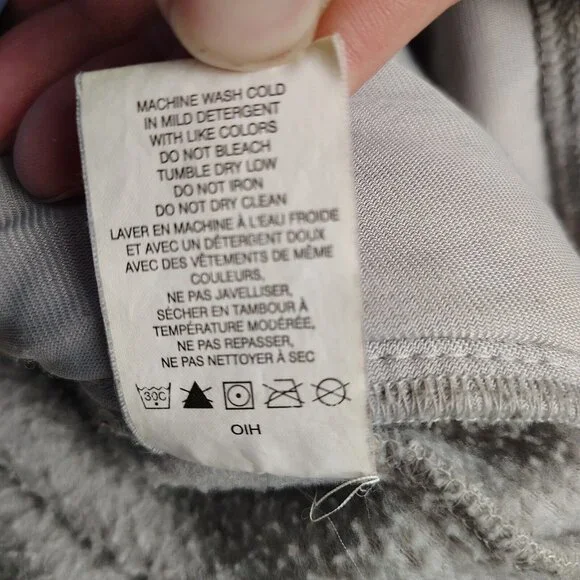 MACHINE WASH COLD
IN MILD DETERGENT
WITH LIKE COLORS
DO NOT BLEACH
TUMBLE DRY LOW
DO NOT IRON
DO NOT DRY CLEAN
LAVER EN MACHINE À L'EAU FROIDE
ET AVEC UN DÉTERGENT DOUX
AVEC DES VÊTEMENTS DE MÊME
COULEURS,
NE PAS JAVELLISER,
SÉCHER EN TAMBOUR À
TEMPÉRATURE MODÉRÉE,
NE PAS REPASSER,
NE PAS NETTOYER À SEC
30C
OIH